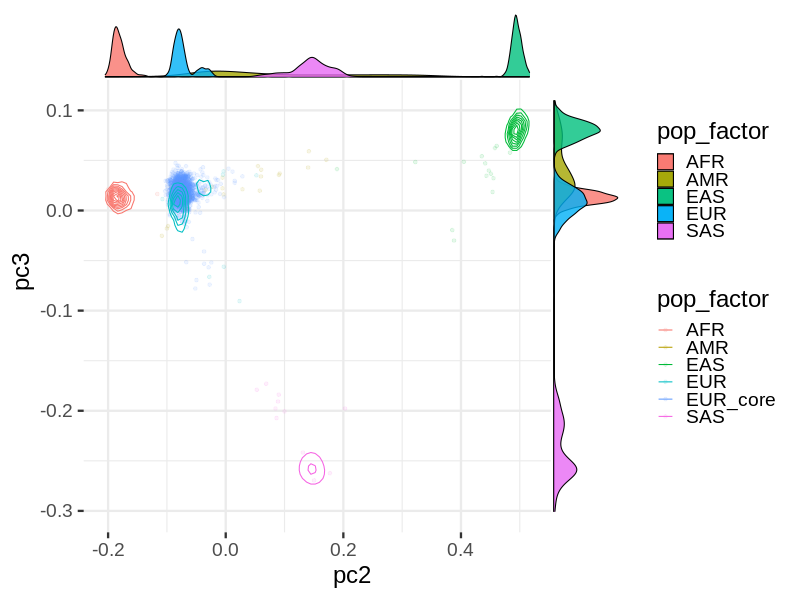 0.1
0.0
-0.1
-0.2
-0.3
pc3
-0.2
0.0
0.2
0.4
pc2
pop_factor
AFR
AMR
EAS
EUR
SAS
pop_factor
AFR
AMR
EAS
EUR
EUR_core
SAS